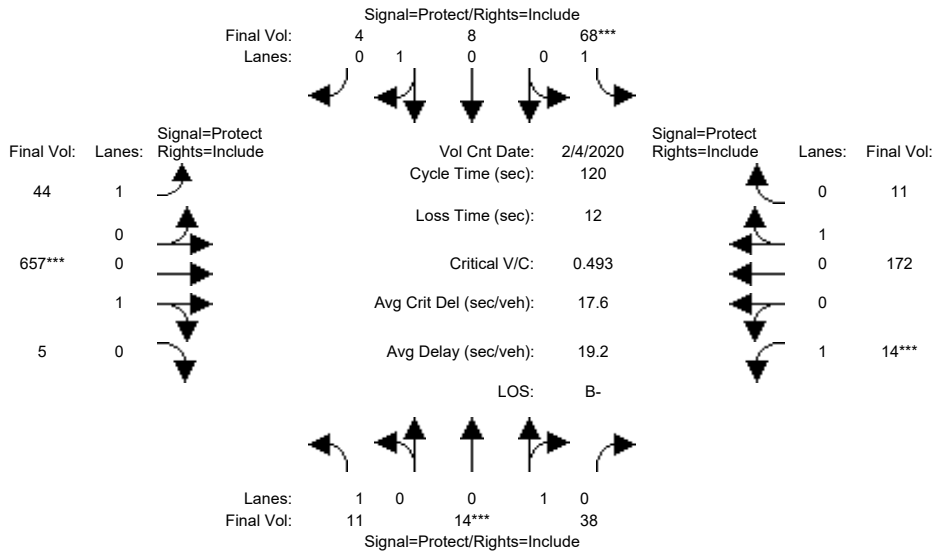 Signal=Protect/Rights=Include
Final Vol: 4 8 68***
Lanes: 0 1 0 0 1
Signal=Protect Signal=Protect
Final Vol: Lanes: Rights=Include Vol Cnt Date: 2/4/2020 Rights=Include Lanes: Final Vol:
Cycle Time (sec): 120
44 1 0 11
Loss Time (sec): 12
0 1
657*** 0 Critical V/C: 0.493 0 172
1 Avg Crit Del (sec/veh): 17.6 0
5 0 Avg Delay (sec/veh): 19.2 1 14***
LOS: B-
Lanes: 1 0 0 1 0
Final Vol: 11 14*** 38
Signal=Protect/Rights=Include